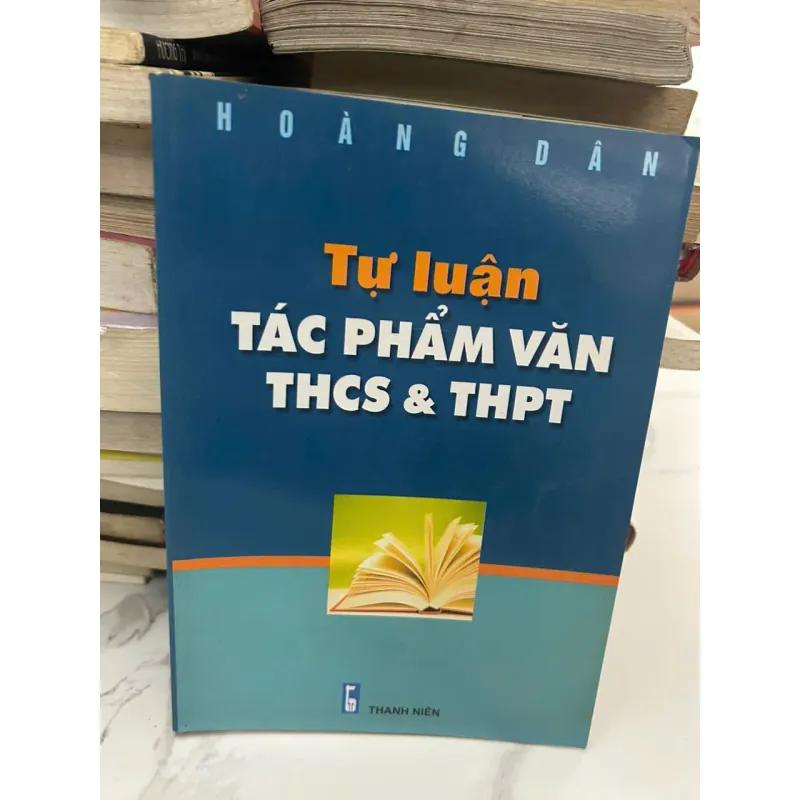 HOÀNG DÂN
Tự luận
TÁC PHẨM VĂN
THCS & THPT
THANH NIÊN